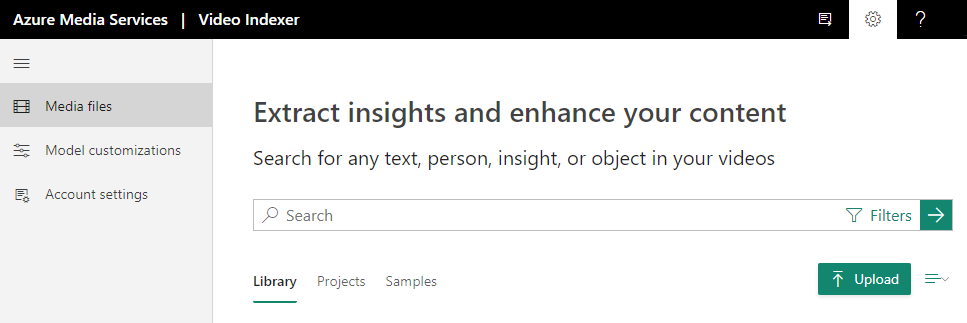 Azure Media Services | Video Indexer
?
Media files
Model customizations
Account settings
Extract insights and enhance your content
Search for any text, person, insight, or object in your videos
Search Filters
Library Projects Samples Upload